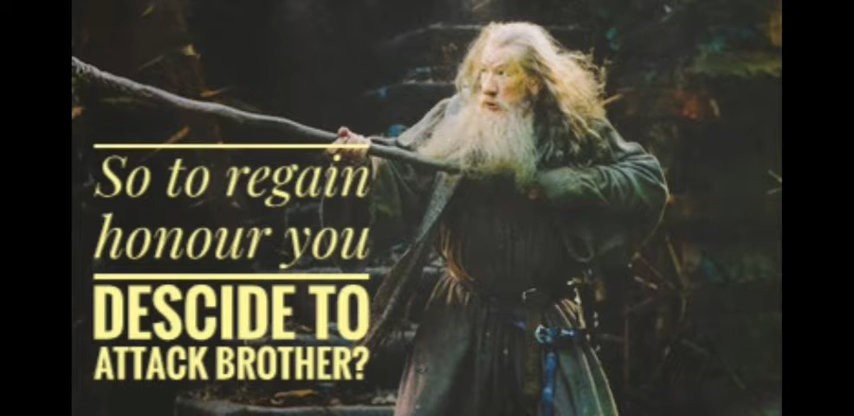 So to regain
honour you
DESCIDE TO
ATTACK BROTHER?